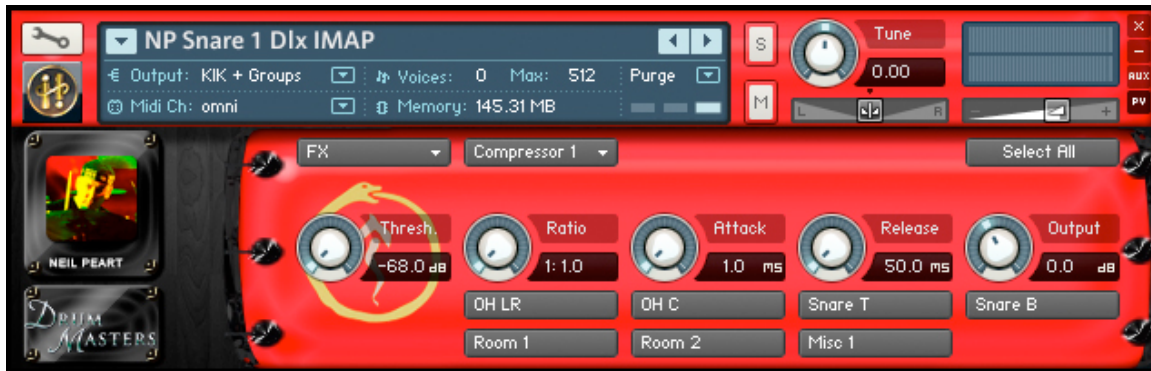 NP Snare 1 Dlx IMAP
S
Tune
×
−
Output: KIK + Groups
Voices: 0 Max: 512
Purge
0.00
AUX
Midi Ch: omni
Memory: 145.31 MB
M
L
R
−
+
PV
FX
Compressor 1
Select All
Thresh.
Ratio
Attack
Release
Output
NEIL PEART
-68.0 dB
1: 1.0
1.0 ms
50.0 ms
0.0 dB
DRUM MASTERS
OH LR
OH C
Snare T
Snare B
Room 1
Room 2
Misc 1